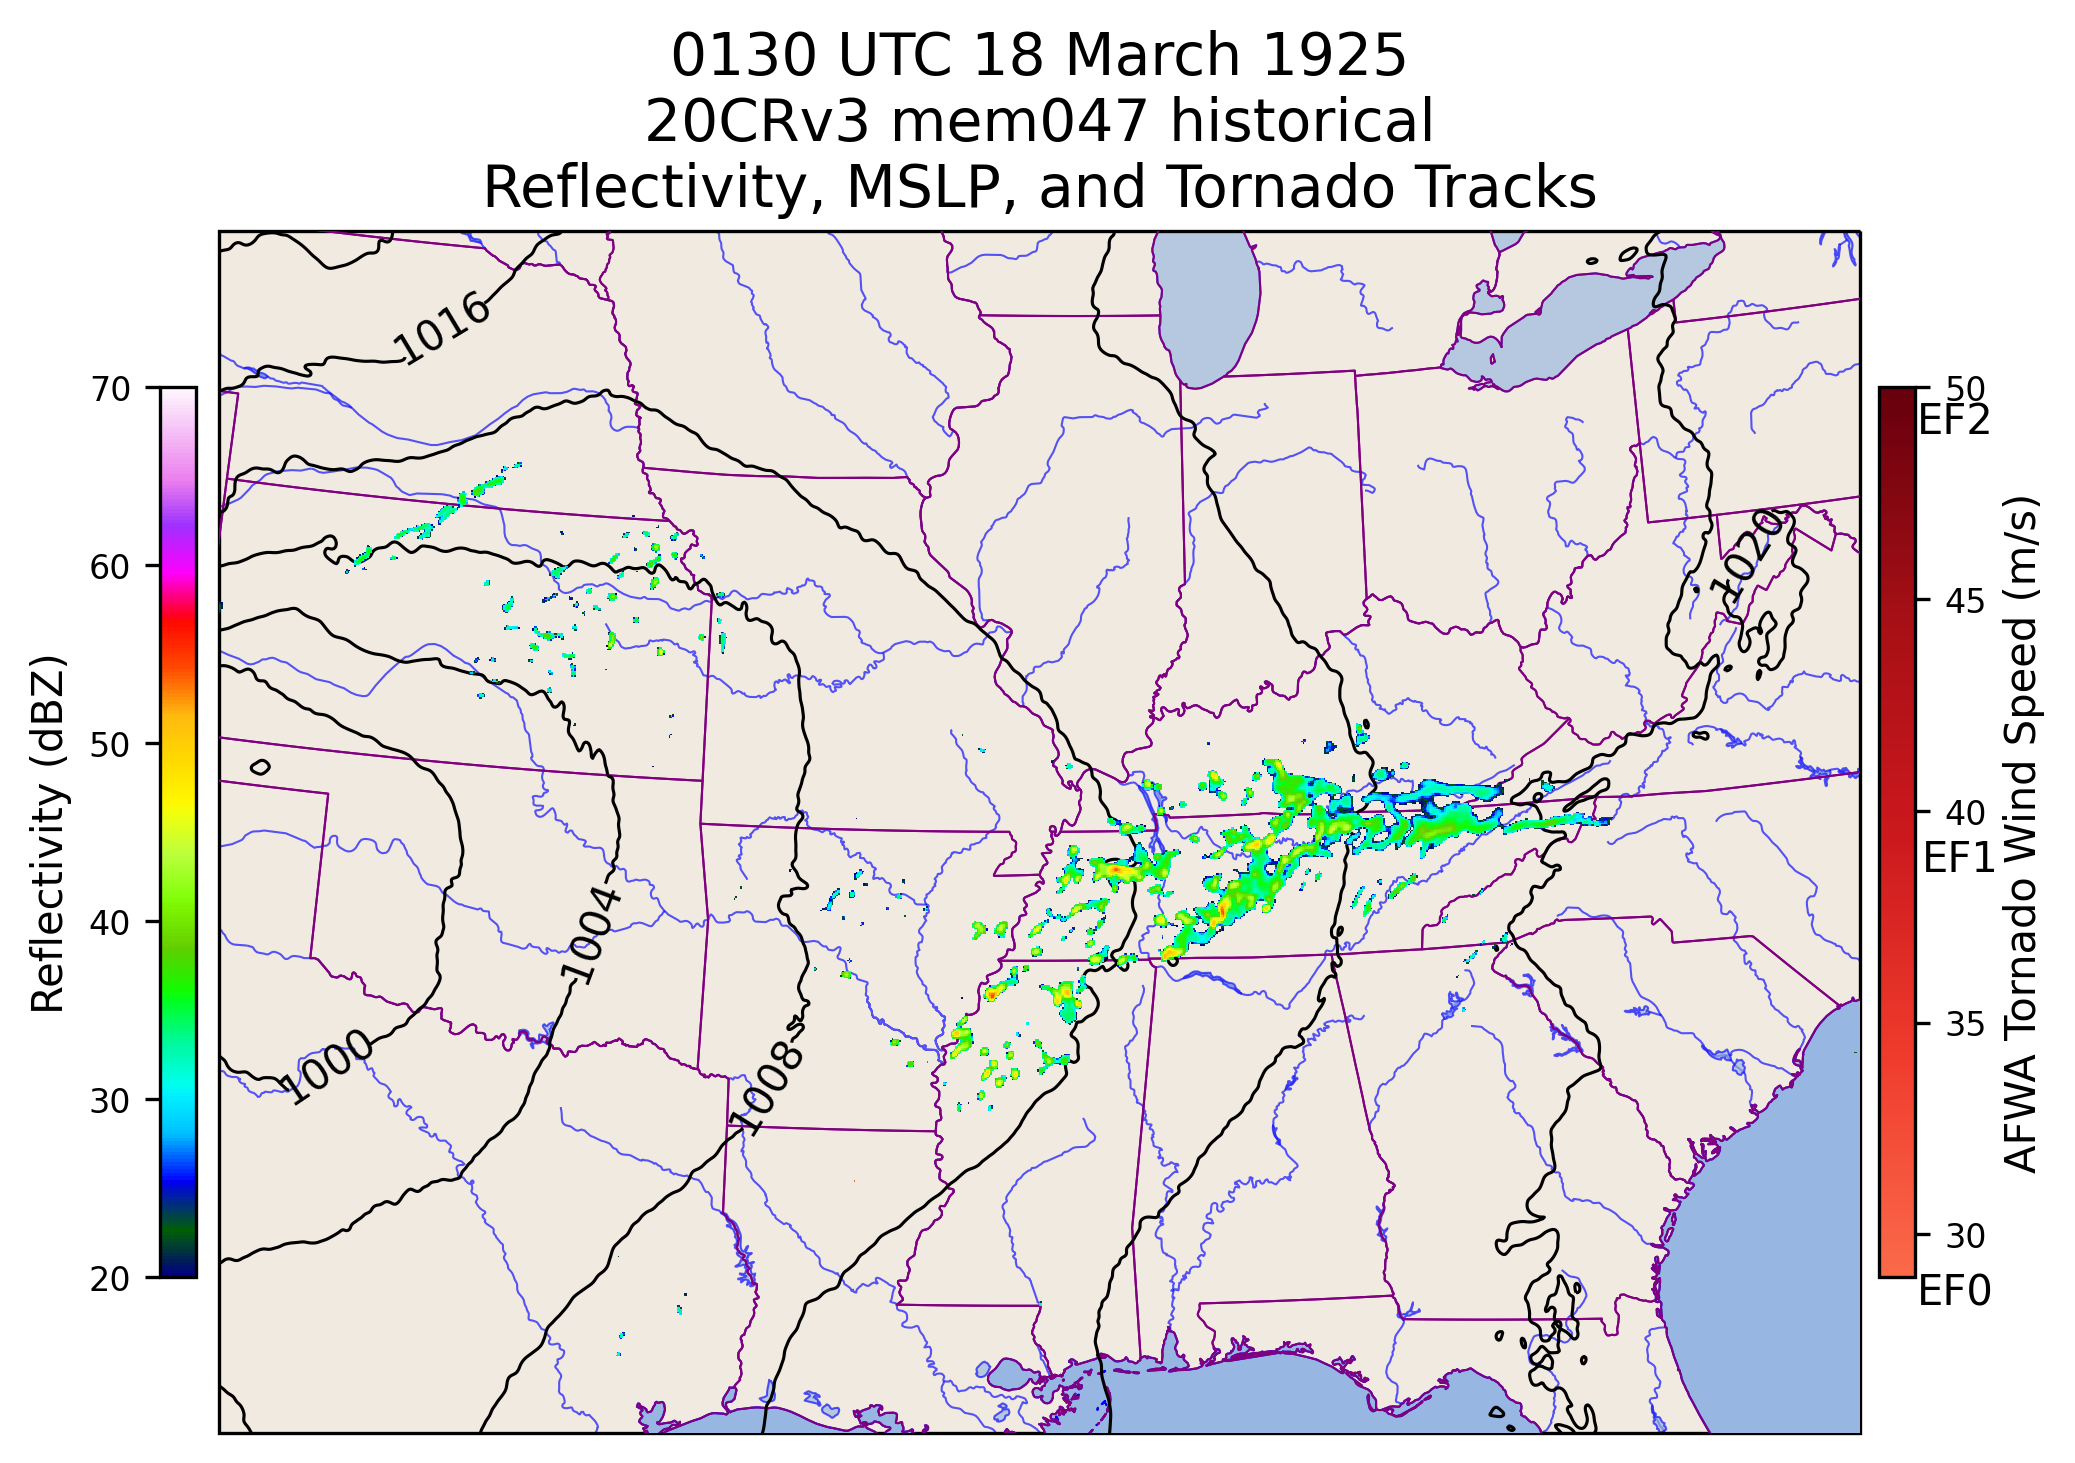 0130 UTC 18 March 1925
20CRv3 mem047 historical
Reflectivity, MSLP, and Tornado Tracks
Reflectivity (dBZ)
70
60
50
40
30
20
1016
1020
1004
1000
1008
50
EF2
45
40
EF1
35
30
EF0
AFWA Tornado Wind Speed (m/s)